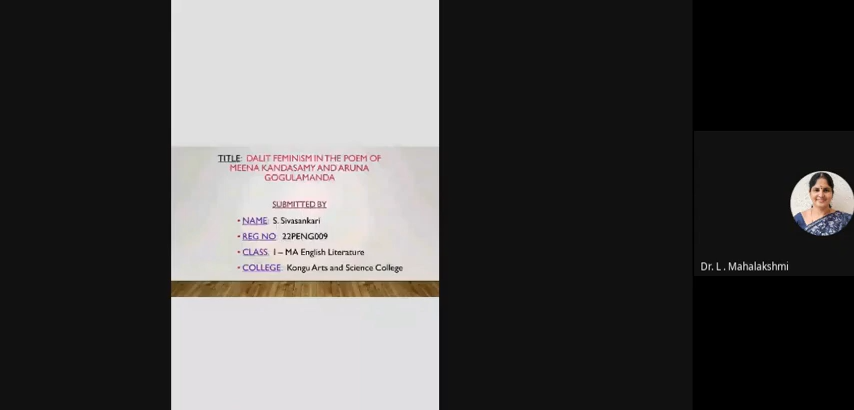 TITLE: DALIT FEMINISM IN THE POEM OF
MEENA KANDASAMY AND ARUNA
GOGULAMANDA
SUBMITTED BY
• NAME: S. Sivasankari
• REG NO: 22PENG009
• CLASS: I – MA English Literature
• COLLEGE: Kongu Arts and Science College
Dr. L . Mahalakshmi